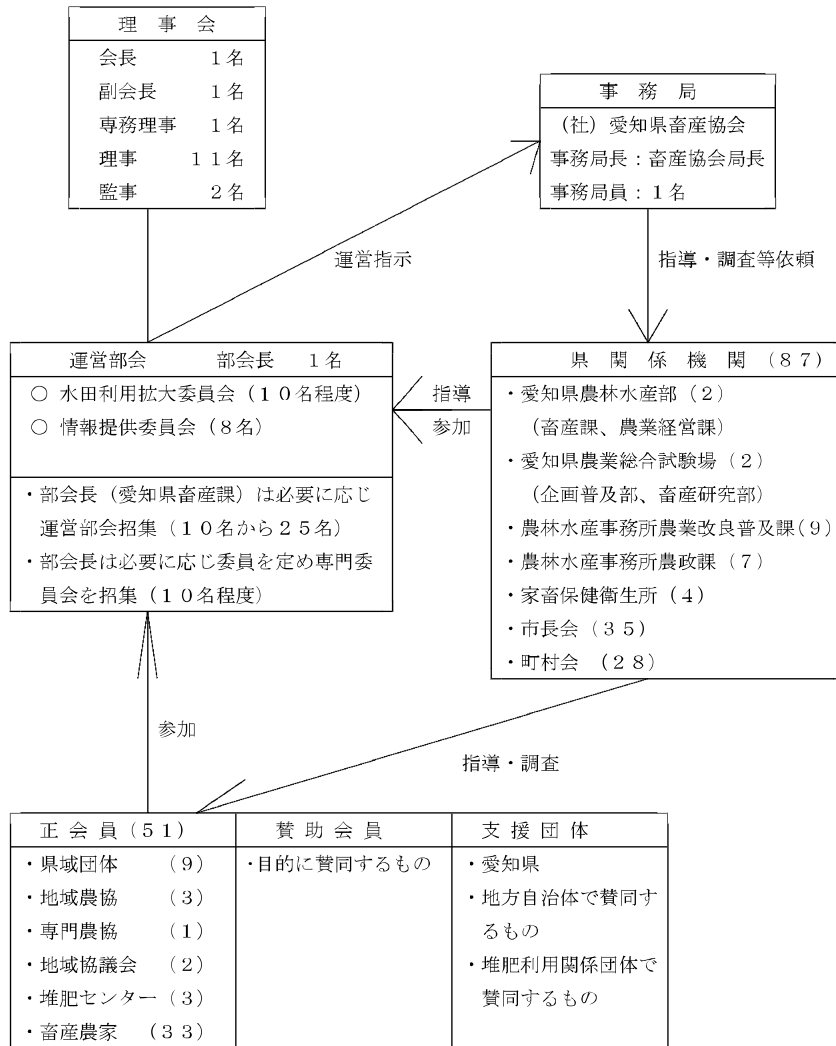 理事会
会長 1名
副会長 1名
専務理事 1名
理事 11名
監事 2名
事務局
(社)愛知県畜産協会
事務局長:畜産協会局長
事務局員:1名
運営指示
指導・調査等依頼
運営部会 部会長 1名
○ 水田利用拡大委員会(10名程度)
○ 情報提供委員会(8名)
・部会長(愛知県畜産課)は必要に応じ
運営部会招集(10名から25名)
・部会長は必要に応じ委員を定め専門委
員会を招集(10名程度)
指導
参加
県関係機関(87)
・愛知県農林水産部(2)
(畜産課、農業経営課)
・愛知県農業総合試験場(2)
(企画普及部、畜産研究部)
・農林水産事務所農業改良普及課(9)
・農林水産事務所農政課(7)
・家畜保健衛生所(4)
・市長会(35)
・町村会(28)
参加
指導・調査
正会員(51)
・県域団体 (9)
・地域農協 (3)
・専門農協 (1)
・地域協議会 (2)
・堆肥センター(3)
・畜産農家 (33)
賛助会員
・目的に賛同するもの
支援団体
・愛知県
・地方自治体で賛同す
るもの
・堆肥利用関係団体で
賛同するもの